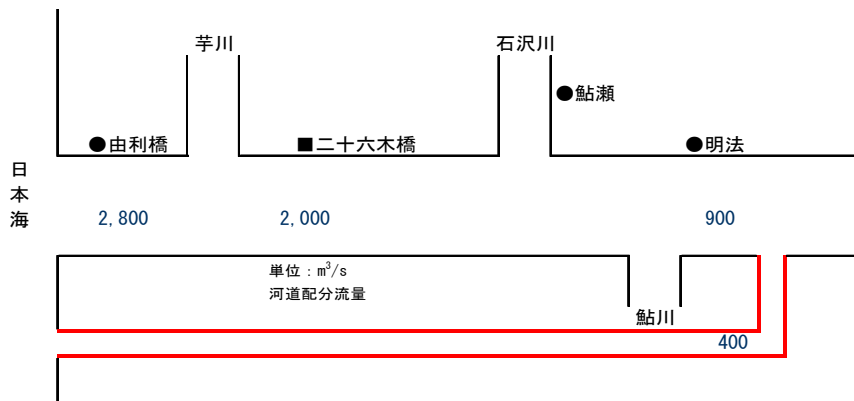 芋川
石沢川
●鮎瀬
●由利橋
■二十六木橋
●明法
日本海
2,800
2,000
900
単位：m³/s
河道配分流量
鮎川
400